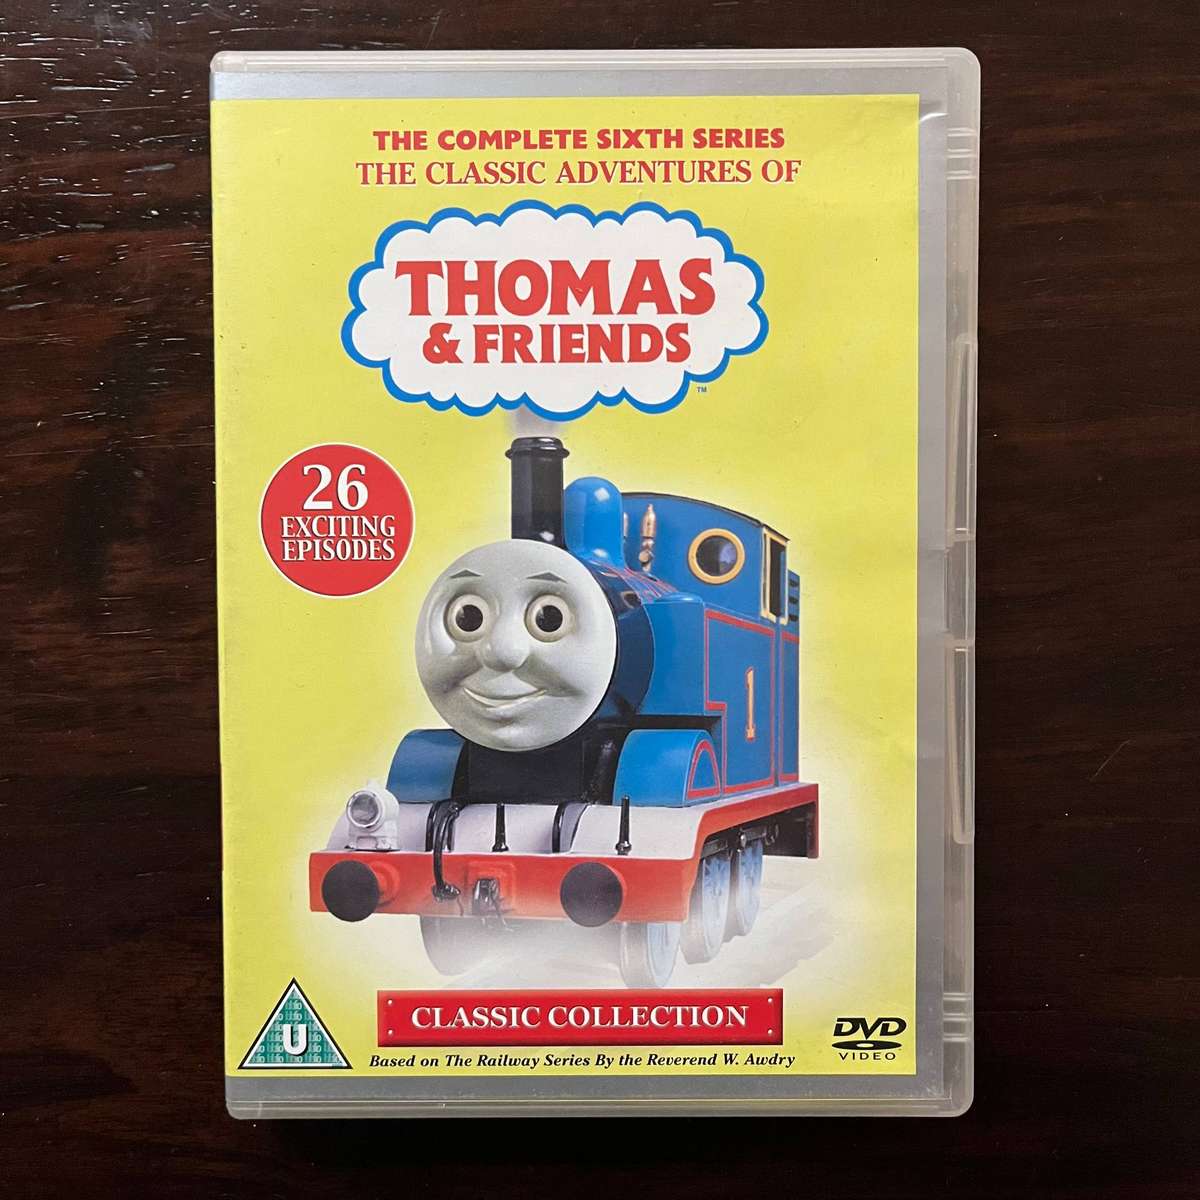 THE COMPLETE SIXTH SERIES
THE CLASSIC ADVENTURES OF
THOMAS
& FRIENDS
TM
26
EXCITING
EPISODES
1
U
CLASSIC COLLECTION
Based on The Railway Series By the Reverend W. Awdry
DVD
VIDEO